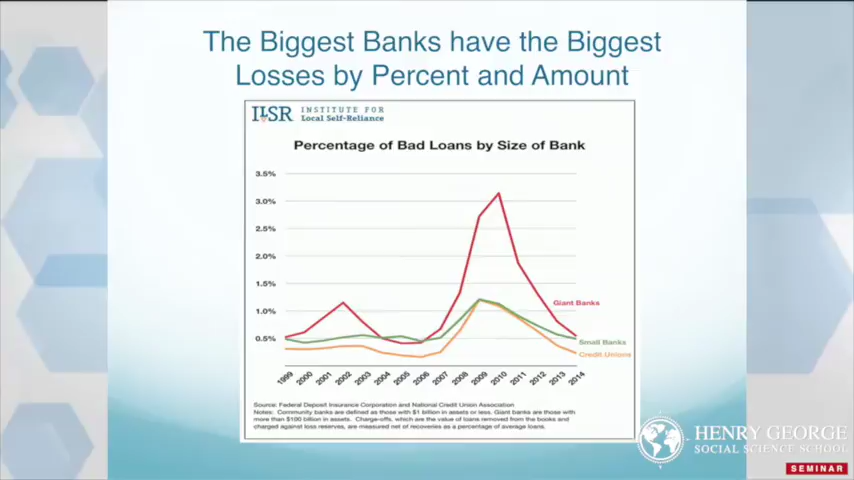 The Biggest Banks have the Biggest
Losses by Percent and Amount
ILSR INSTITUTE FOR
Local Self-Reliance
Percentage of Bad Loans by Size of Bank
3.5%
3.0%
2.5%
2.0%
1.5%
1.0%
0.5%
Giant Banks
Small Banks
Credit Unions
1999 2000 2001 2002 2003 2004 2005 2006 2007 2008 2009 2010 2011 2012 2013 2014
Source: Federal Deposit Insurance Corporation and National Credit Union Association
Notes: Community banks are defined as those with $1 billion in assets or less. Giant banks are those with
more than $100 billion in assets. Charge-offs, which are the value of loans removed from the books and
charged against loss reserves, are measured net of recoveries as a percentage of average loans.
HENRY GEORGE
SOCIAL SCIENCE SCHOOL
SEMINAR